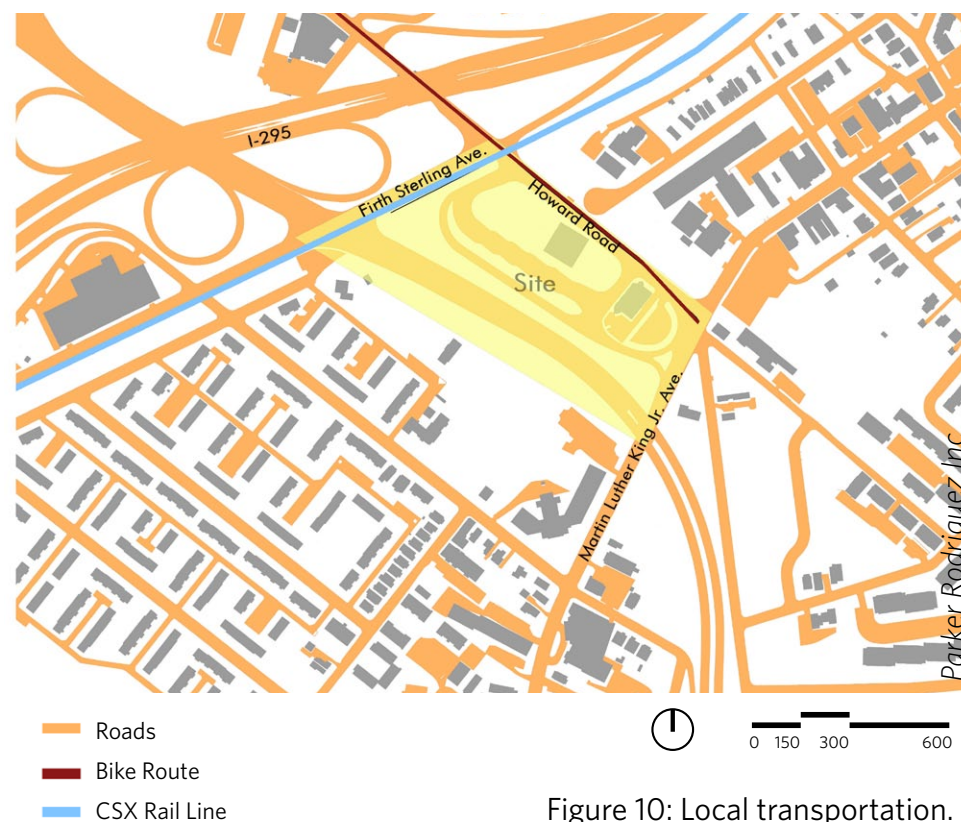 I-295
Firth Sterling Ave.
Howard Road
Site
Martin Luther King Jr. Ave.
Parker Rodriguez, Inc
Roads
Bike Route
CSX Rail Line
0 150 300 600
Figure 10: Local transportation.